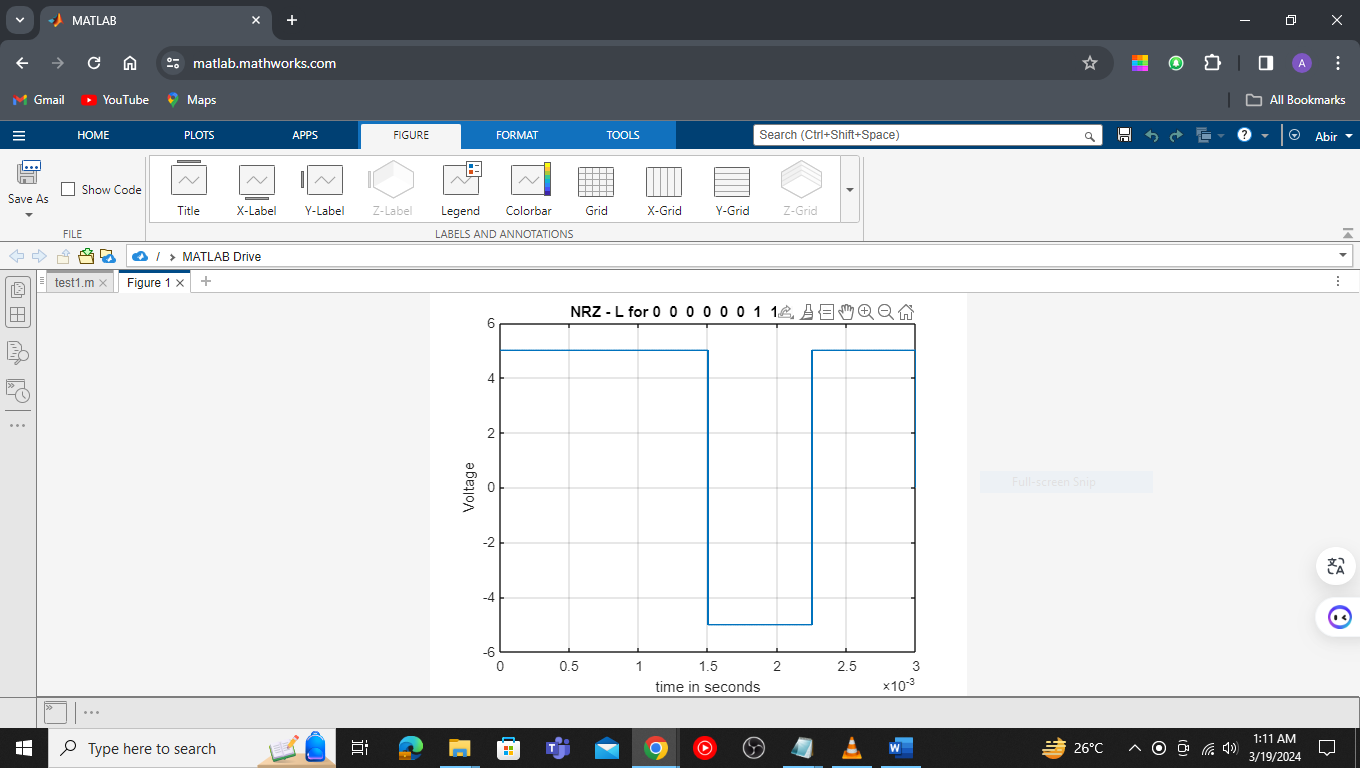 MATLAB
matlab.mathworks.com
A
Gmail YouTube Maps All Bookmarks
HOME PLOTS APPS FIGURE FORMAT TOOLS Search (Ctrl+Shift+Space) ? Abir
Save As Show Code Title X-Label Y-Label Z-Label Legend Colorbar Grid X-Grid Y-Grid Z-Grid
FILE LABELS AND ANNOTATIONS
/ MATLAB Drive
test1.m Figure 1
NRZ - L for 0 0 0 0 0 0 1 1
6
4
2
0
-2
-4
-6
Voltage
Full-screen Snip
0 0.5 1 1.5 2 2.5 3
time in seconds ×10-3
Type here to search 26°C 1:11 AM
3/19/2024